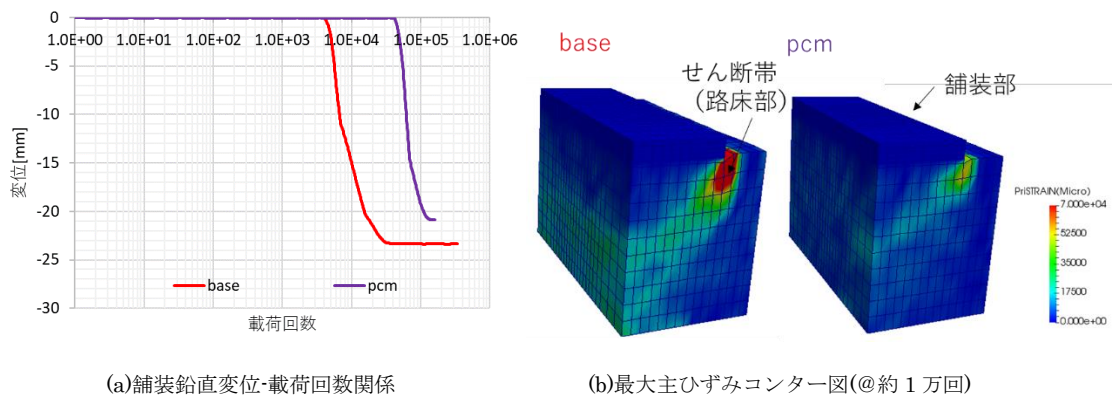 0
1.0E+00 1.0E+01 1.0E+02 1.0E+03 1.0E+04 1.0E+05 1.0E+06
-5
-10
-15
-20
-25
-30
変位[mm]
base pcm
載荷回数
(a)舗装鉛直変位-載荷回数関係
base
pcm
せん断帯
(路床部)
舗装部
PriSTRAIN(Micro)
7.000e+04
52500
35000
17500
0.000e+00
(b)最大主ひずみコンター図(@約 1 万回)